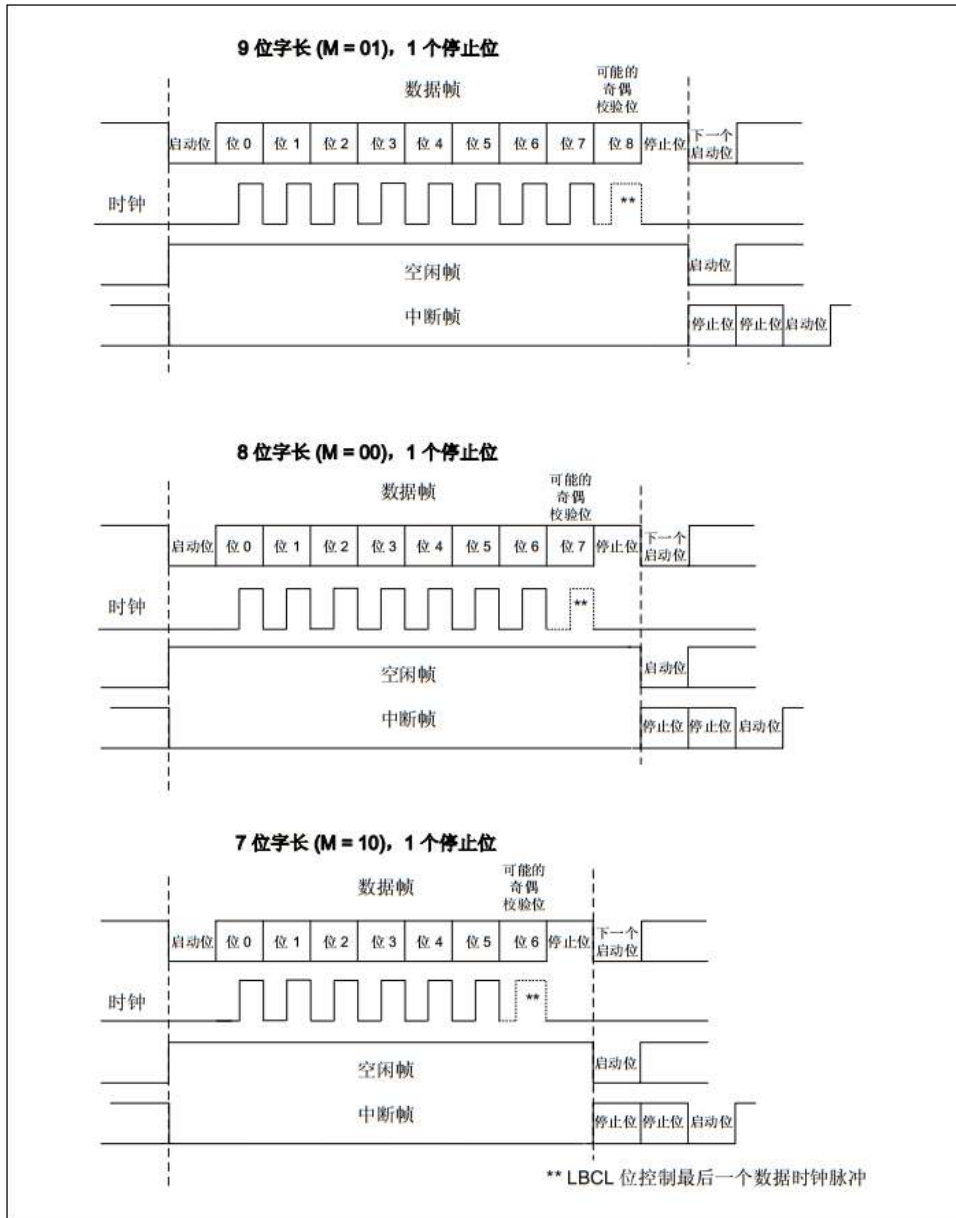 9 位字长 (M = 01)，1 个停止位
数据帧
可能的
奇偶
校验位
启动位 位 0 位 1 位 2 位 3 位 4 位 5 位 6 位 7 位 8 停止位 下一个
启动位
时钟
**
空闲帧
启动位
中断帧
停止位 停止位 启动位
8 位字长 (M = 00)，1 个停止位
数据帧
可能的
奇偶
校验位
启动位 位 0 位 1 位 2 位 3 位 4 位 5 位 6 位 7 停止位 下一个
启动位
时钟
**
空闲帧
启动位
中断帧
停止位 停止位 启动位
7 位字长 (M = 10)，1 个停止位
数据帧
可能的
奇偶
校验位
启动位 位 0 位 1 位 2 位 3 位 4 位 5 位 6 停止位 下一个
启动位
时钟
**
空闲帧
启动位
中断帧
停止位 停止位 启动位
** LBCL 位控制最后一个数据时钟脉冲